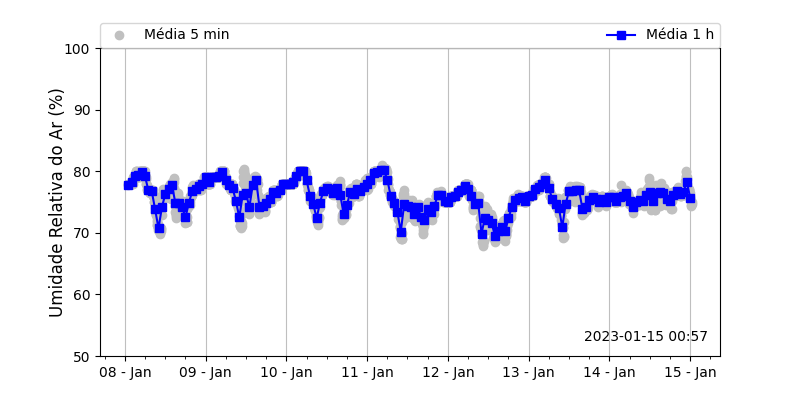 Média 5 min Média 1 h
Umidade Relativa do Ar (%)
100
90
80
70
60
50
2023-01-15 00:57
08 - Jan 09 - Jan 10 - Jan 11 - Jan 12 - Jan 13 - Jan 14 - Jan 15 - Jan